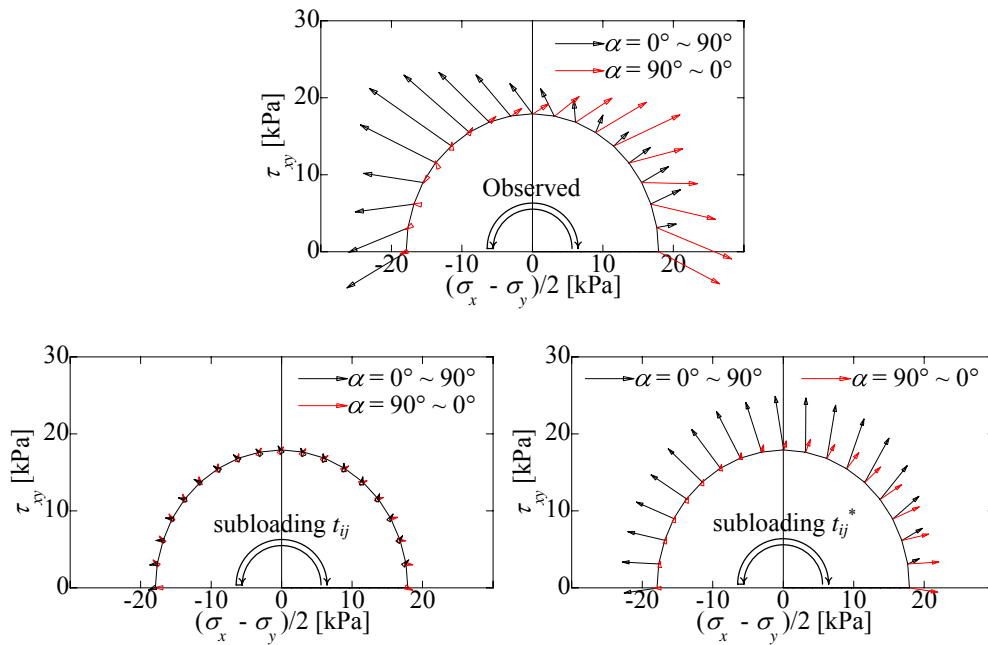 30
α = 0° ~ 90°
α = 90° ~ 0°
20
τxy [kPa]
10
Observed
0
-20 -10 0 10 20
(σx - σy)/2 [kPa]
30
α = 0° ~ 90°
α = 90° ~ 0°
20
τxy [kPa]
10
subloading tij
0
-20 -10 0 10 20
(σx - σy)/2 [kPa]
30
α = 0° ~ 90° α = 90° ~ 0°
20
τxy [kPa]
10
subloading tij*
0
-20 -10 0 10 20
(σx - σy)/2 [kPa]